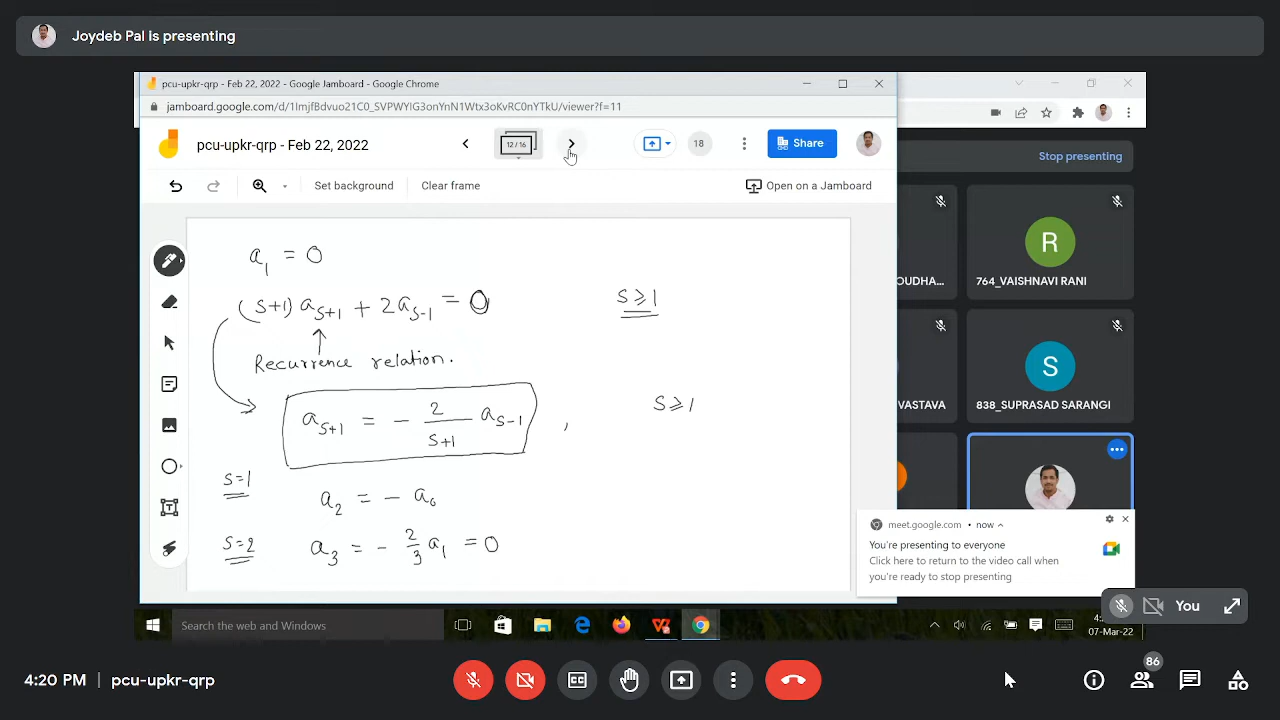 Joydeb Pal is presenting
pcu-upkr-qrp - Feb 22, 2022 - Google Jamboard - Google Chrome
jamboard.google.com/d/1ImjfBdvuo21C0_SVPWYIG3onYnN1Wtx3oKvRC0nYTkU/viewer?f=11
pcu-upkr-qrp - Feb 22, 2022
12 / 16
18
Share
Stop presenting
Set background
Clear frame
Open on a Jamboard
a₁ = 0
(s+1) a_{s+1} + 2a_{s-1} = 0
s ≥ 1
Recurrence relation.
a_{s+1} = - 2/(s+1) a_{s-1} ,
s ≥ 1
s=1
a₂ = - a₀
s=2
a₃ = - 2/3 a₁ = 0
OUDHA...
R
764_VAISHNAVI RANI
VASTAVA
S
838_SUPRASAD SARANGI
meet.google.com • now
You're presenting to everyone
Click here to return to the video call when
you're ready to stop presenting
You
Search the web and Windows
07-Mar-22
4:20 PM | pcu-upkr-qrp
86